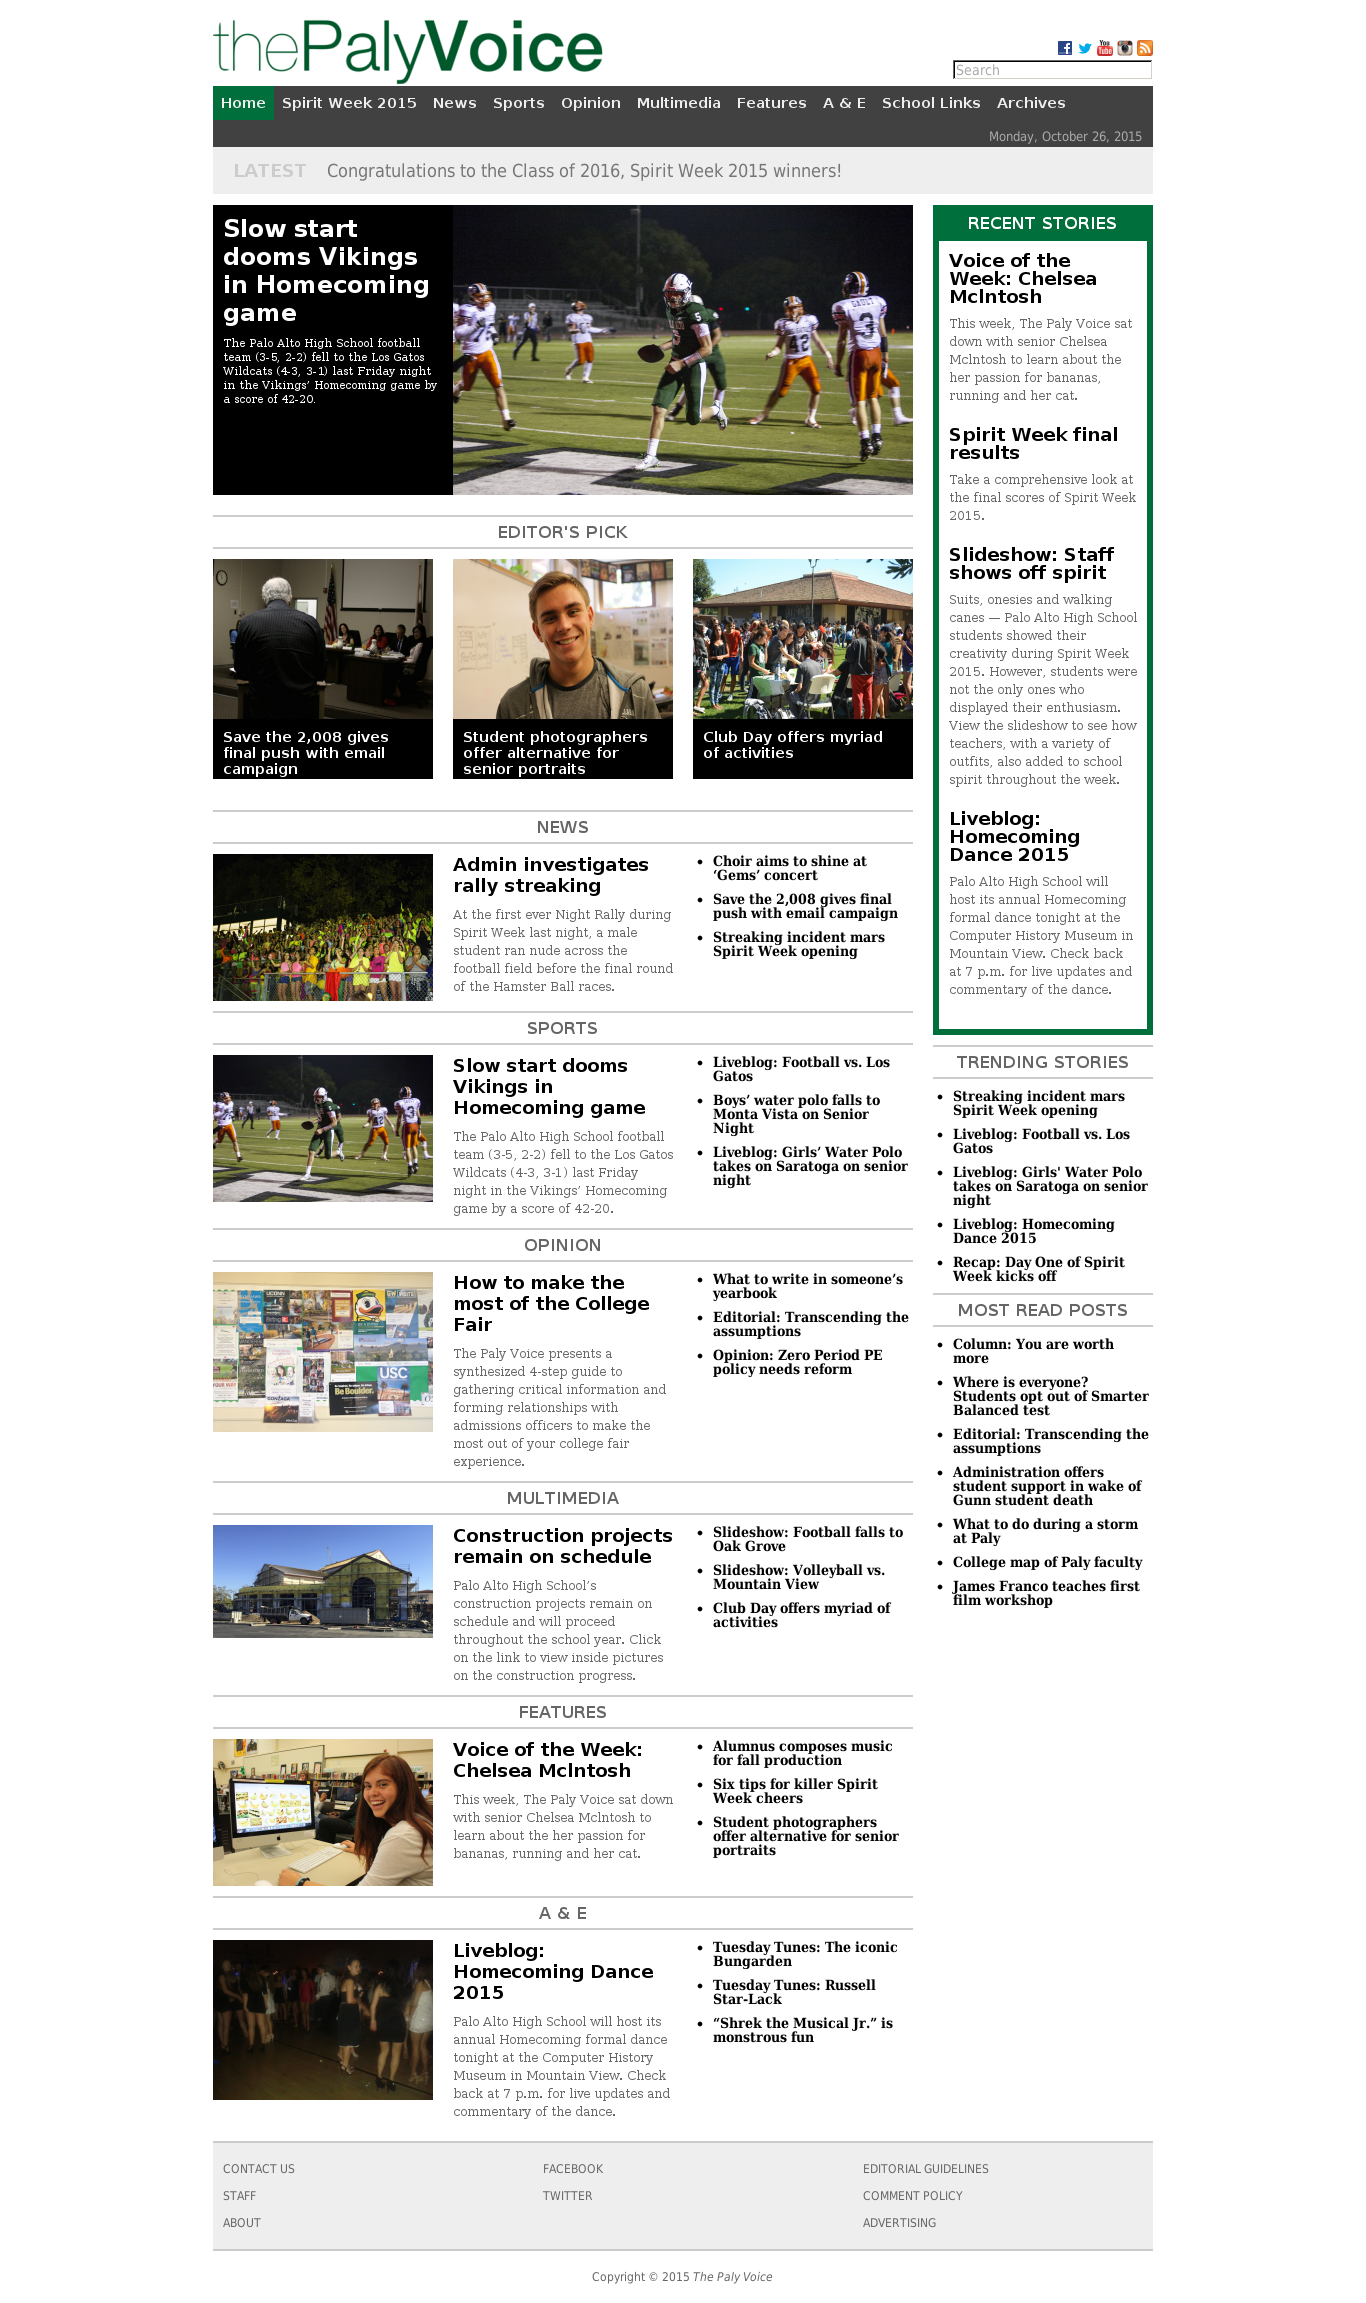 thePalyVoice
Search
Home Spirit Week 2015 News Sports Opinion Multimedia Features A & E School Links Archives
Monday, October 26, 2015
LATEST Congratulations to the Class of 2016, Spirit Week 2015 winners!
Slow start
dooms Vikings
in Homecoming
game
The Palo Alto High School football
team (3-5, 2-2) fell to the Los Gatos
Wildcats (4-3, 3-1) last Friday night
in the Vikings’ Homecoming game by
a score of 42-20.
EDITOR'S PICK
Save the 2,008 gives
final push with email
campaign
Student photographers
offer alternative for
senior portraits
Club Day offers myriad
of activities
NEWS
Admin investigates
rally streaking
At the first ever Night Rally during
Spirit Week last night, a male
student ran nude across the
football field before the final round
of the Hamster Ball races.
• Choir aims to shine at
‘Gems’ concert
• Save the 2,008 gives final
push with email campaign
• Streaking incident mars
Spirit Week opening
SPORTS
Slow start dooms
Vikings in
Homecoming game
The Palo Alto High School football
team (3-5, 2-2) fell to the Los Gatos
Wildcats (4-3, 3-1) last Friday
night in the Vikings’ Homecoming
game by a score of 42-20.
• Liveblog: Football vs. Los
Gatos
• Boys’ water polo falls to
Monta Vista on Senior
Night
• Liveblog: Girls’ Water Polo
takes on Saratoga on senior
night
OPINION
How to make the
most of the College
Fair
The Paly Voice presents a
synthesized 4-step guide to
gathering critical information and
forming relationships with
admissions officers to make the
most out of your college fair
experience.
• What to write in someone’s
yearbook
• Editorial: Transcending the
assumptions
• Opinion: Zero Period PE
policy needs reform
MULTIMEDIA
Construction projects
remain on schedule
Palo Alto High School’s
construction projects remain on
schedule and will proceed
throughout the school year. Click
on the link to view inside pictures
on the construction progress.
• Slideshow: Football falls to
Oak Grove
• Slideshow: Volleyball vs.
Mountain View
• Club Day offers myriad of
activities
FEATURES
Voice of the Week:
Chelsea McIntosh
This week, The Paly Voice sat down
with senior Chelsea McIntosh to
learn about the her passion for
bananas, running and her cat.
• Alumnus composes music
for fall production
• Six tips for killer Spirit
Week cheers
• Student photographers
offer alternative for senior
portraits
A & E
Liveblog:
Homecoming Dance
2015
Palo Alto High School will host its
annual Homecoming formal dance
tonight at the Computer History
Museum in Mountain View. Check
back at 7 p.m. for live updates and
commentary of the dance.
• Tuesday Tunes: The iconic
Bungarden
• Tuesday Tunes: Russell
Star-Lack
• “Shrek the Musical Jr.” is
monstrous fun
RECENT STORIES
Voice of the
Week: Chelsea
McIntosh
This week, The Paly Voice sat
down with senior Chelsea
McIntosh to learn about the
her passion for bananas,
running and her cat.
Spirit Week final
results
Take a comprehensive look at
the final scores of Spirit Week
2015.
Slideshow: Staff
shows off spirit
Suits, onesies and walking
canes — Palo Alto High School
students showed their
creativity during Spirit Week
2015. However, students were
not the only ones who
displayed their enthusiasm.
View the slideshow to see how
teachers, with a variety of
outfits, also added to school
spirit throughout the week.
Liveblog:
Homecoming
Dance 2015
Palo Alto High School will
host its annual Homecoming
formal dance tonight at the
Computer History Museum in
Mountain View. Check back
at 7 p.m. for live updates and
commentary of the dance.
TRENDING STORIES
• Streaking incident mars
Spirit Week opening
• Liveblog: Football vs. Los
Gatos
• Liveblog: Girls' Water Polo
takes on Saratoga on senior
night
• Liveblog: Homecoming
Dance 2015
• Recap: Day One of Spirit
Week kicks off
MOST READ POSTS
• Column: You are worth
more
• Where is everyone?
Students opt out of Smarter
Balanced test
• Editorial: Transcending the
assumptions
• Administration offers
student support in wake of
Gunn student death
• What to do during a storm
at Paly
• College map of Paly faculty
• James Franco teaches first
film workshop
CONTACT US
STAFF
ABOUT
FACEBOOK
TWITTER
EDITORIAL GUIDELINES
COMMENT POLICY
ADVERTISING
Copyright © 2015 The Paly Voice